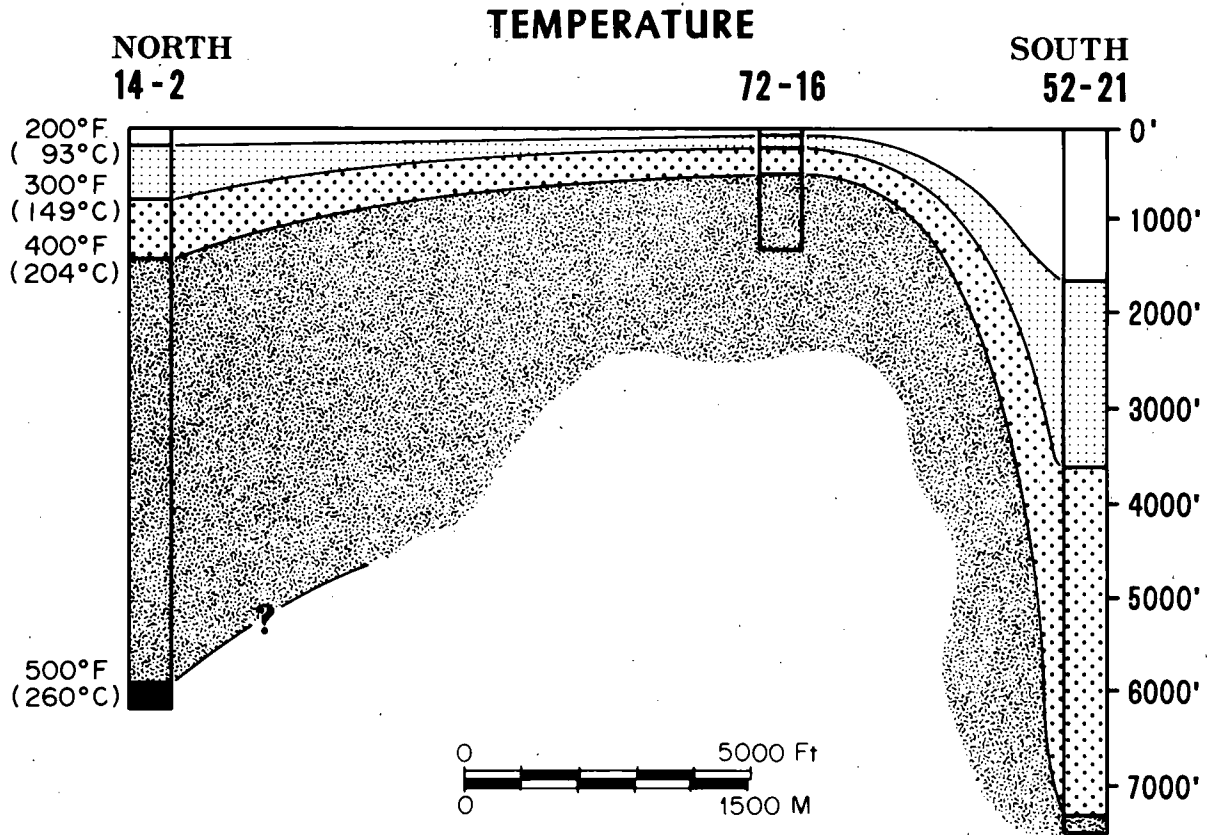 TEMPERATURE
NORTH
SOUTH
14-2
72-16
52-21
200°F
( 93°C)
300°F
(149°C)
400°F
(204°C)
500°F
(260°C)
0'
1000'
2000'
3000'
4000'
5000'
6000'
7000'
?
0 5000 Ft
0 1500 M